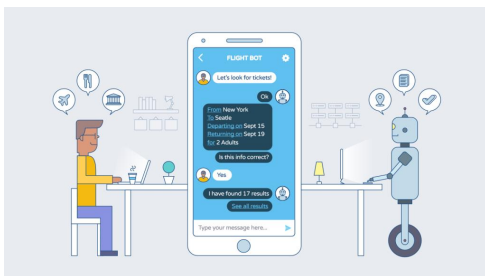 FLIGHT BOT
Let's look for tickets!
Ok
From New York
To Seatle
Departing on Sept 15
Returning on Sept 19
for 2 Adults
Is this info correct?
Yes
I have found 17 results
See all results
Type your message here...